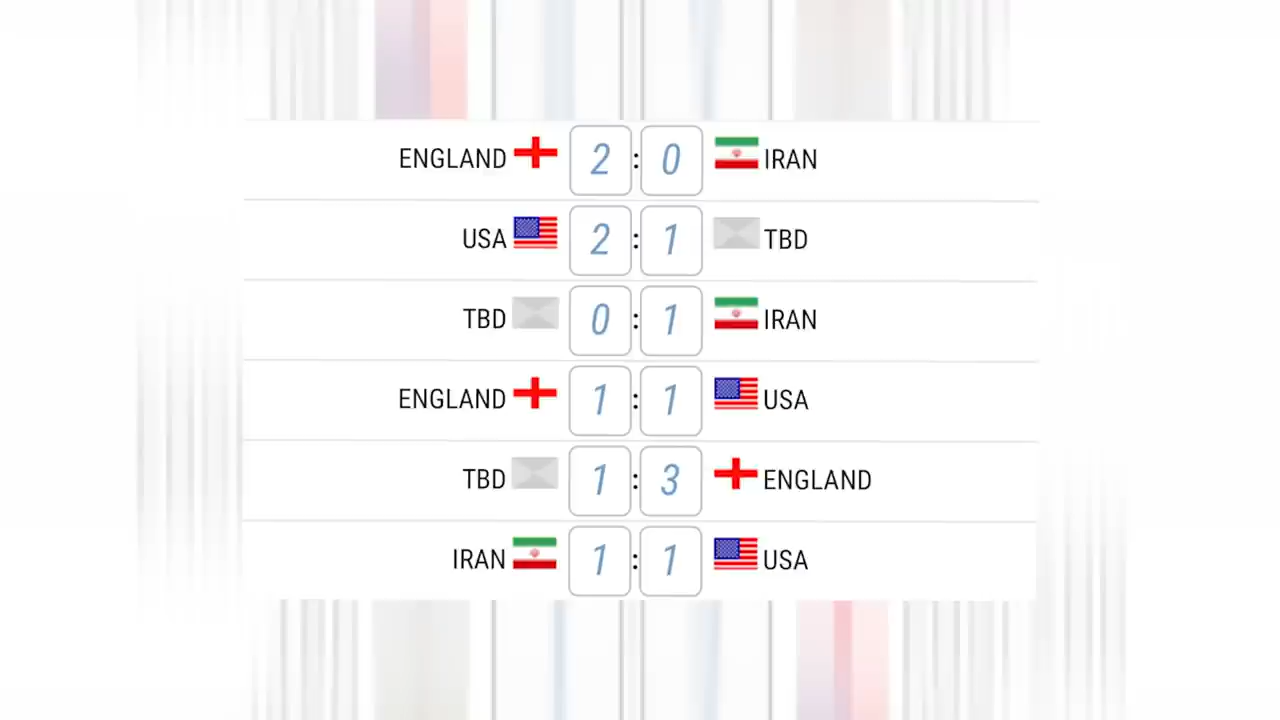 ENGLAND 2 : 0 IRAN
USA 2 : 1 TBD
TBD 0 : 1 IRAN
ENGLAND 1 : 1 USA
TBD 1 : 3 ENGLAND
IRAN 1 : 1 USA